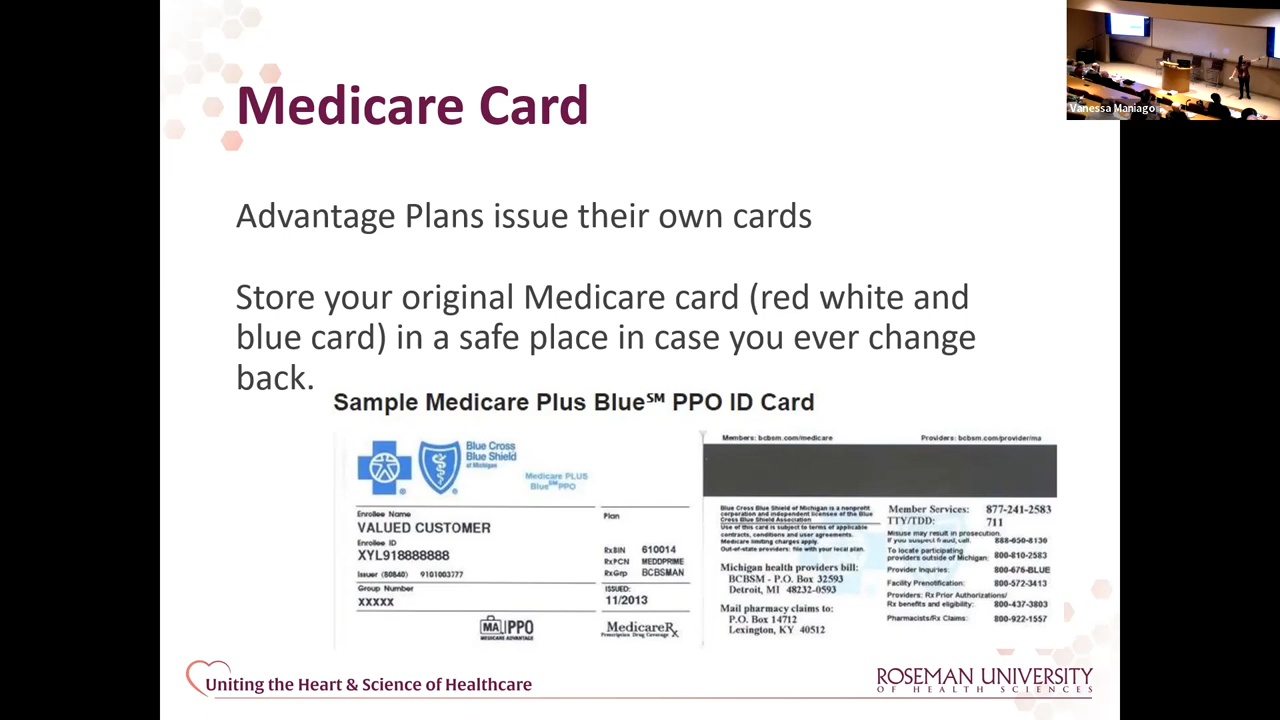 Medicare Card
Vanessa Maniago
Advantage Plans issue their own cards
Store your original Medicare card (red white and
blue card) in a safe place in case you ever change
back.
Sample Medicare Plus Blue℠ PPO ID Card
Blue Cross
Blue Shield
of Michigan
Medicare PLUS
Blue℠ PPO
Enrollee Name
VALUED CUSTOMER
Enrollee ID
XYL918888888
Issuer (80840) 9101003777
Group Number
XXXXX
Plan
RxBIN 610014
RxPCN MEDDPRIME
RxGrp BCBSMAN
ISSUED:
11/2013
MA PPO
MEDICARE ADVANTAGE
MedicareRx
Prescription Drug Coverage
Members: bcbsm.com/medicare
Providers: bcbsm.com/provider/ma
Blue Cross Blue Shield of Michigan is a nonprofit
corporation and independent licensee of the Blue
Cross Blue Shield Association
Use of this card is subject to terms of applicable
contracts, conditions and user agreements.
Medicare limiting charges apply.
Out-of-state providers: file with your local plan.
Michigan health providers bill:
BCBSM - P.O. Box 32593
Detroit, MI 48232-0593
Mail pharmacy claims to:
P.O. Box 14712
Lexington, KY 40512
Member Services: 877-241-2583
TTY/TDD: 711
Misuse may result in prosecution.
If you suspect fraud, call: 888-650-8136
To locate participating
providers outside of Michigan: 800-810-2583
Provider Inquiries: 800-676-BLUE
Facility Prenotification: 800-572-3413
Providers: Rx Prior Authorizations/
Rx benefits and eligibility: 800-437-3803
Pharmacists/Rx Claims: 800-922-1557
Uniting the Heart & Science of Healthcare
ROSEMAN UNIVERSITY
OF HEALTH SCIENCES